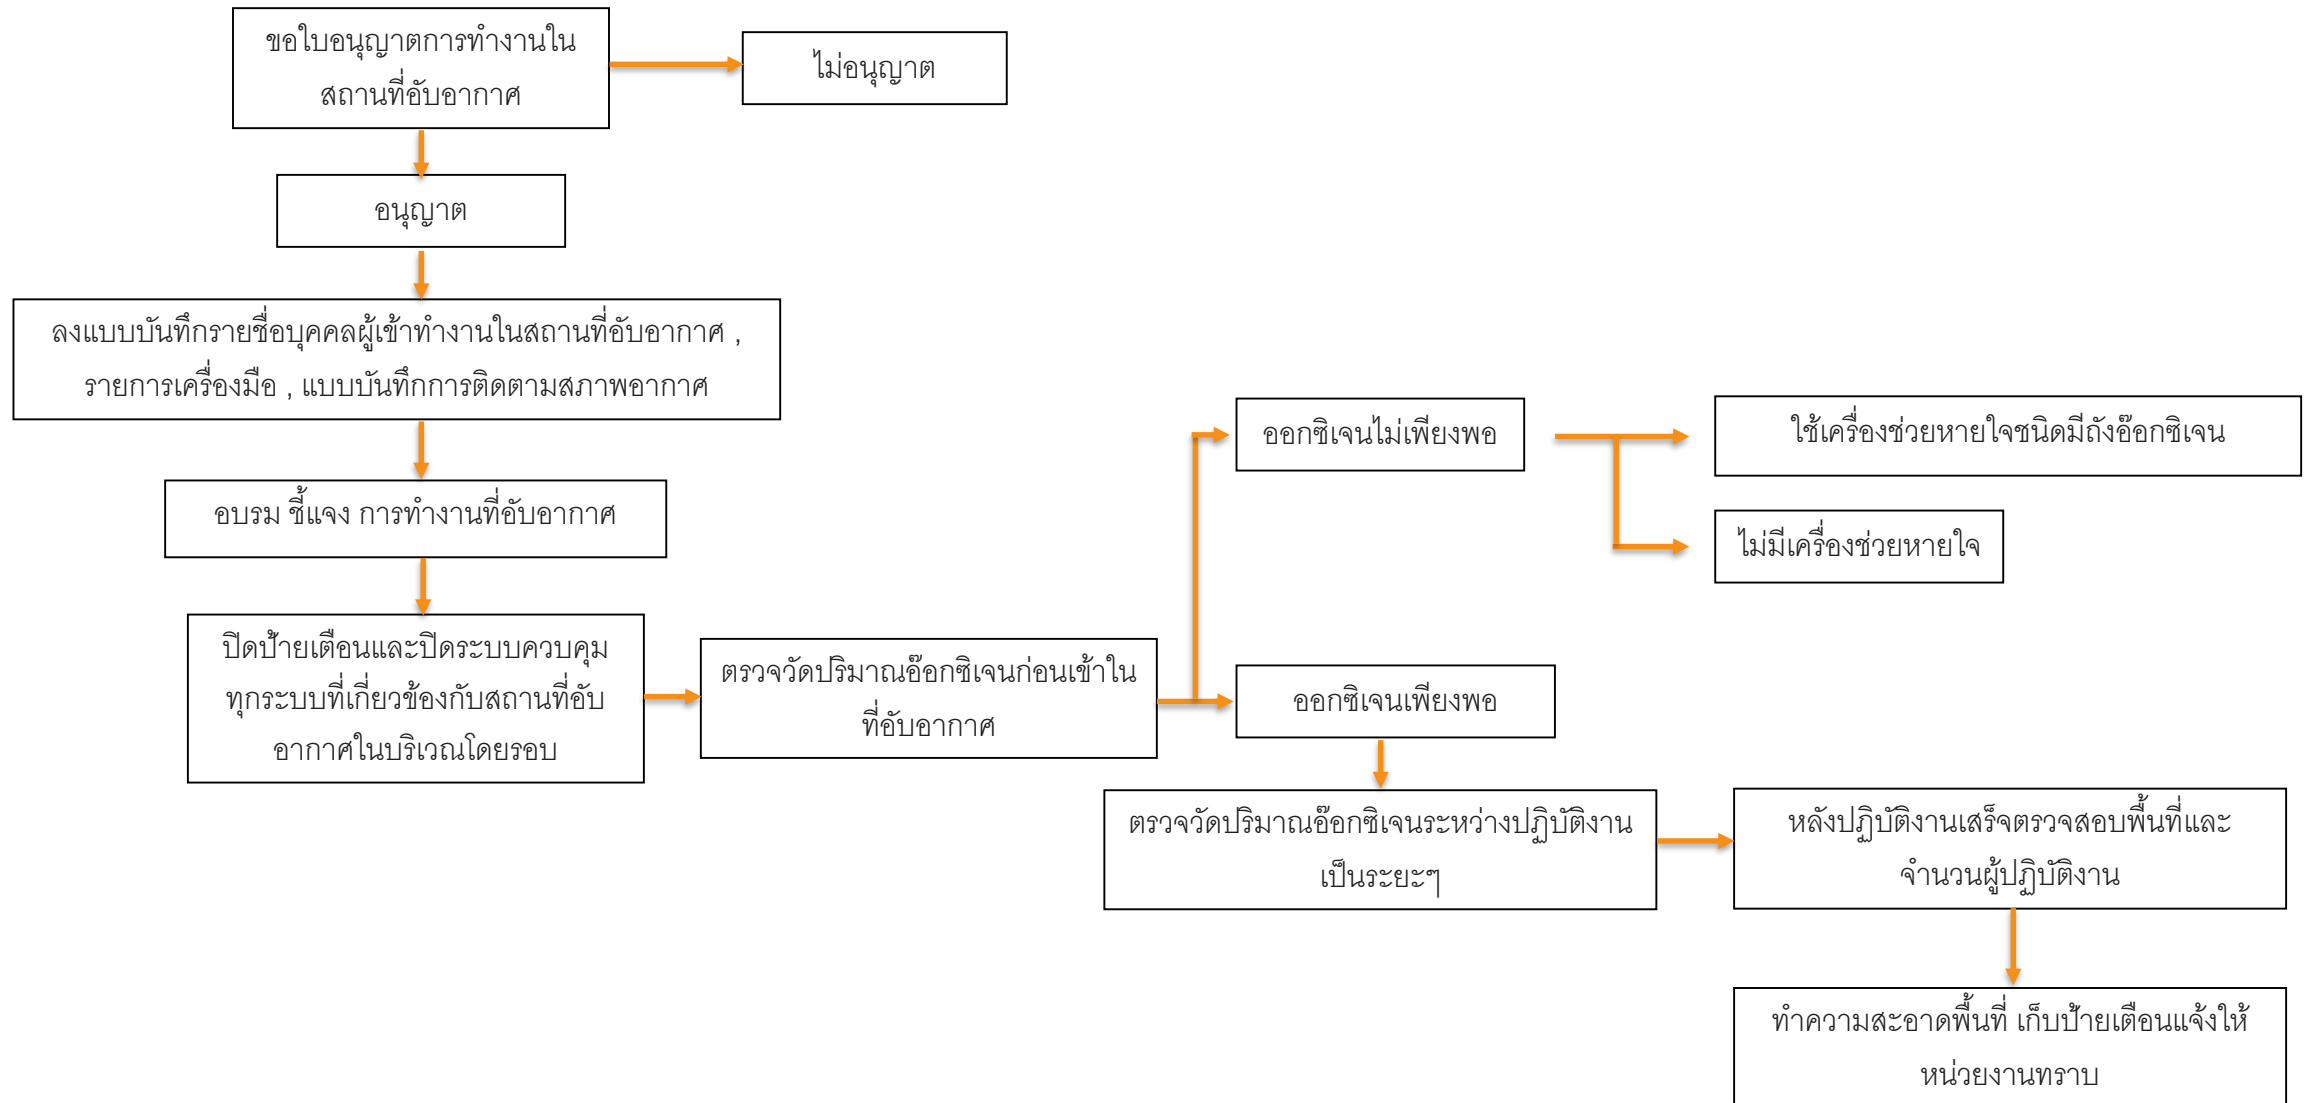 ขอใบอนุญาตการทำงานใน
สถานที่อับอากาศ
ไม่อนุญาต
อนุญาต
ลงแบบบันทึกรายชื่อบุคคลผู้เข้าทำงานในสถานที่อับอากาศ ,
รายการเครื่องมือ , แบบบันทึกการติดตามสภาพอากาศ
อบรม ชี้แจง การทำงานที่อับอากาศ
ปิดป้ายเตือนและปิดระบบควบคุม
ทุกระบบที่เกี่ยวข้องกับสถานที่อับ
อากาศในบริเวณโดยรอบ
ตรวจวัดปริมาณอ๊อกซิเจนก่อนเข้าใน
ที่อับอากาศ
ออกซิเจนไม่เพียงพอ
ใช้เครื่องช่วยหายใจชนิดมีถังอ๊อกซิเจน
ไม่มีเครื่องช่วยหายใจ
ออกซิเจนเพียงพอ
ตรวจวัดปริมาณอ๊อกซิเจนระหว่างปฏิบัติงาน
เป็นระยะๆ
หลังปฏิบัติงานเสร็จตรวจสอบพื้นที่และ
จำนวนผู้ปฏิบัติงาน
ทำความสะอาดพื้นที่ เก็บป้ายเตือนแจ้งให้
หน่วยงานทราบ